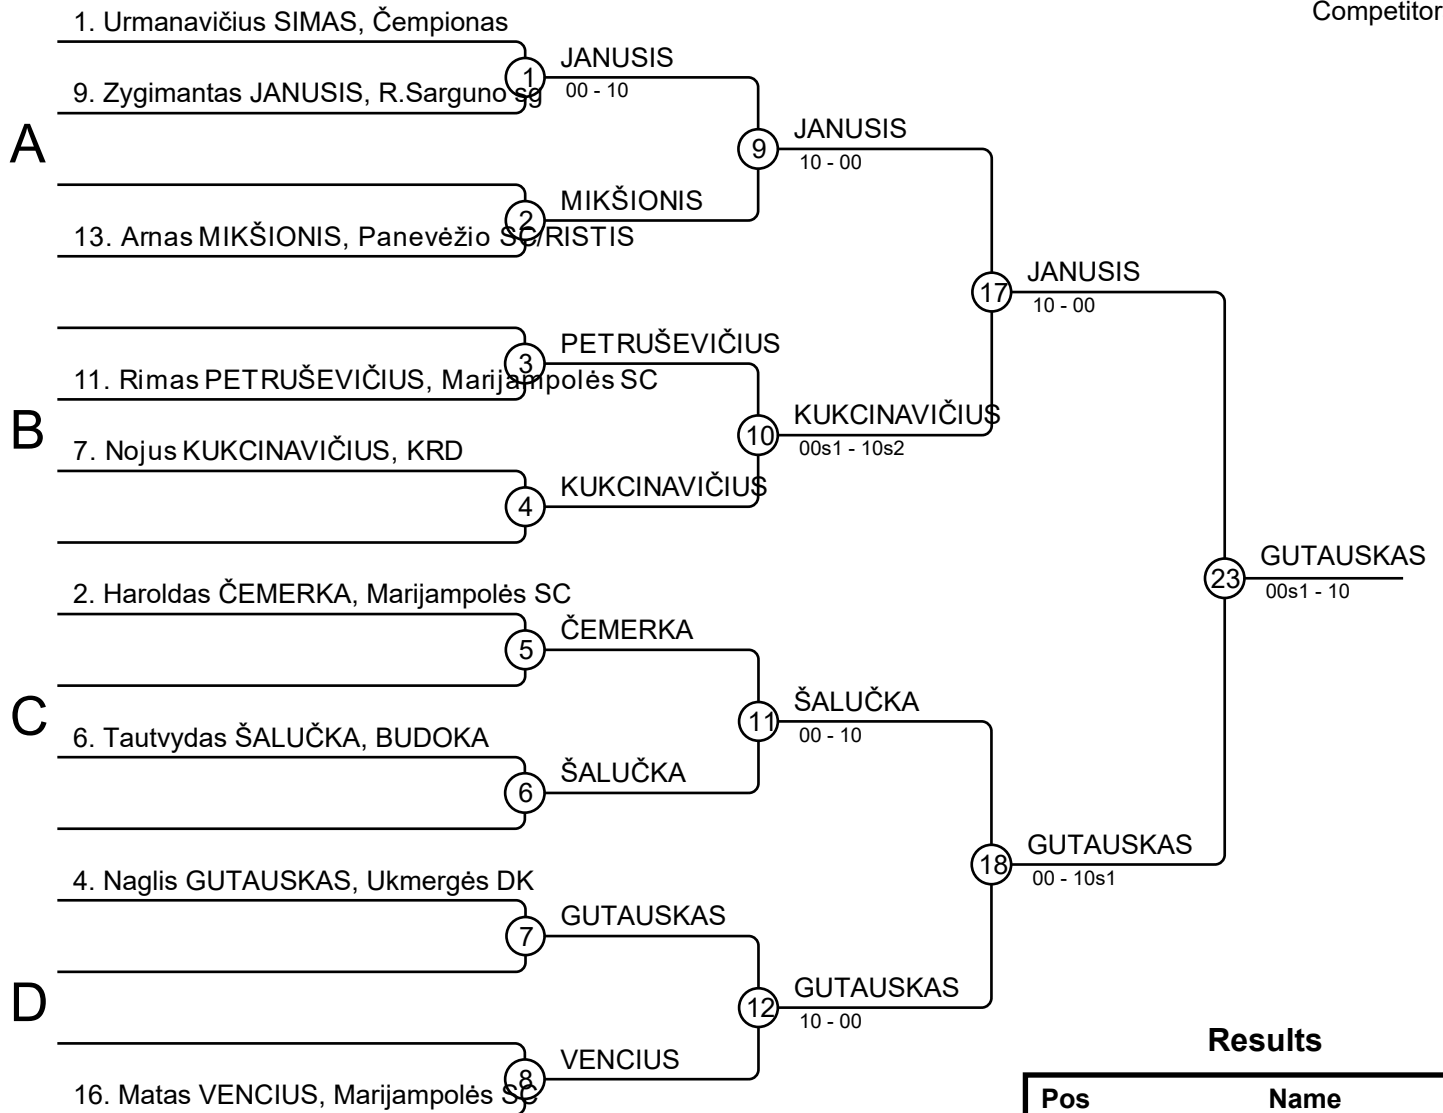 Competitor
1. Urmanavičius SIMAS, Čempionas
JANUSIS
1
00 - 10
9. Zygimantas JANUSIS, R.Sarguno sg
A
JANUSIS
9
10 - 00
MIKŠIONIS
2
13. Arnas MIKŠIONIS, Panevėžio SC/RISTIS
JANUSIS
17
10 - 00
PETRUŠEVIČIUS
3
11. Rimas PETRUŠEVIČIUS, Marijampolės SC
B
KUKCINAVIČIUS
10
00s1 - 10s2
7. Nojus KUKCINAVIČIUS, KRD
KUKCINAVIČIUS
4
GUTAUSKAS
23
00s1 - 10
2. Haroldas ČEMERKA, Marijampolės SC
ČEMERKA
5
C
ŠALUČKA
11
00 - 10
6. Tautvydas ŠALUČKA, BUDOKA
ŠALUČKA
6
GUTAUSKAS
18
00 - 10s1
4. Naglis GUTAUSKAS, Ukmergės DK
GUTAUSKAS
7
D
GUTAUSKAS
12
10 - 00
VENCIUS
8
16. Matas VENCIUS, Marijampolės SC
Results
Pos Name